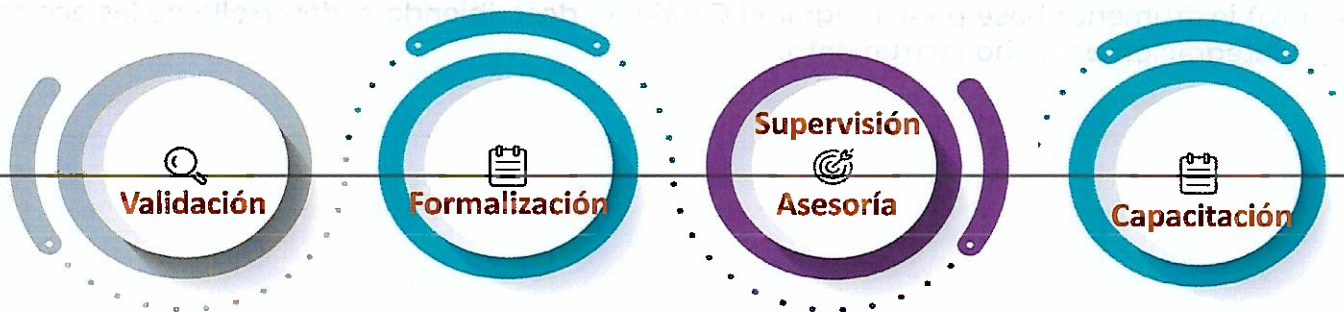 Validación
Formalización
Supervisión
Asesoría
Capacitación